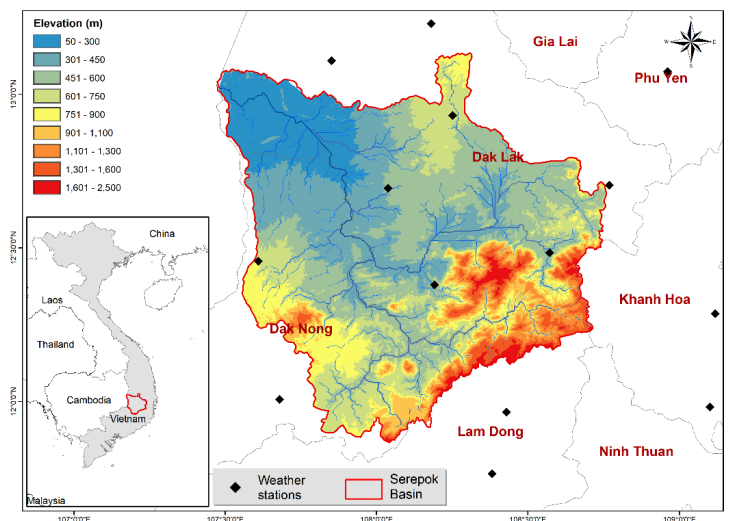 Elevation (m)
50 - 300
301 - 450
451 - 600
601 - 750
751 - 900
901 - 1,100
1,101 - 1,300
1,301 - 1,600
1,601 - 2,500
Gia Lai
N
W
E
S
Phu Yen
Dak Lak
Khanh Hoa
Dak Nong
Lam Dong
Ninh Thuan
China
Laos
Thailand
Cambodia
Vietnam
Malaysia
Weather
stations
Serepok
Basin
13°0'0"N
12°30'0"N
12°0'0"N
107°0'0"E
107°30'0"E
108°0'0"E
108°30'0"E
109°0'0"E